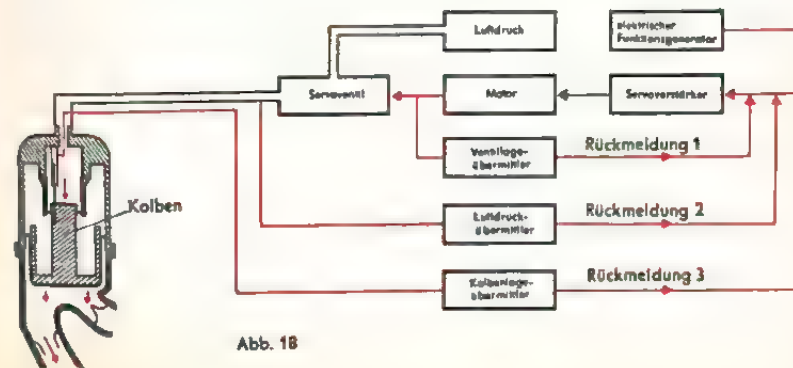 Luftdruck
elektrischer
Funktionsgenerator
Servoventil
Motor
Servoverstärker
Ventillage-
übermittler
Rückmeldung 1
Kolben
Luftdruck-
übermittler
Rückmeldung 2
Kolbenlage-
übermittler
Rückmeldung 3
Abb. 18